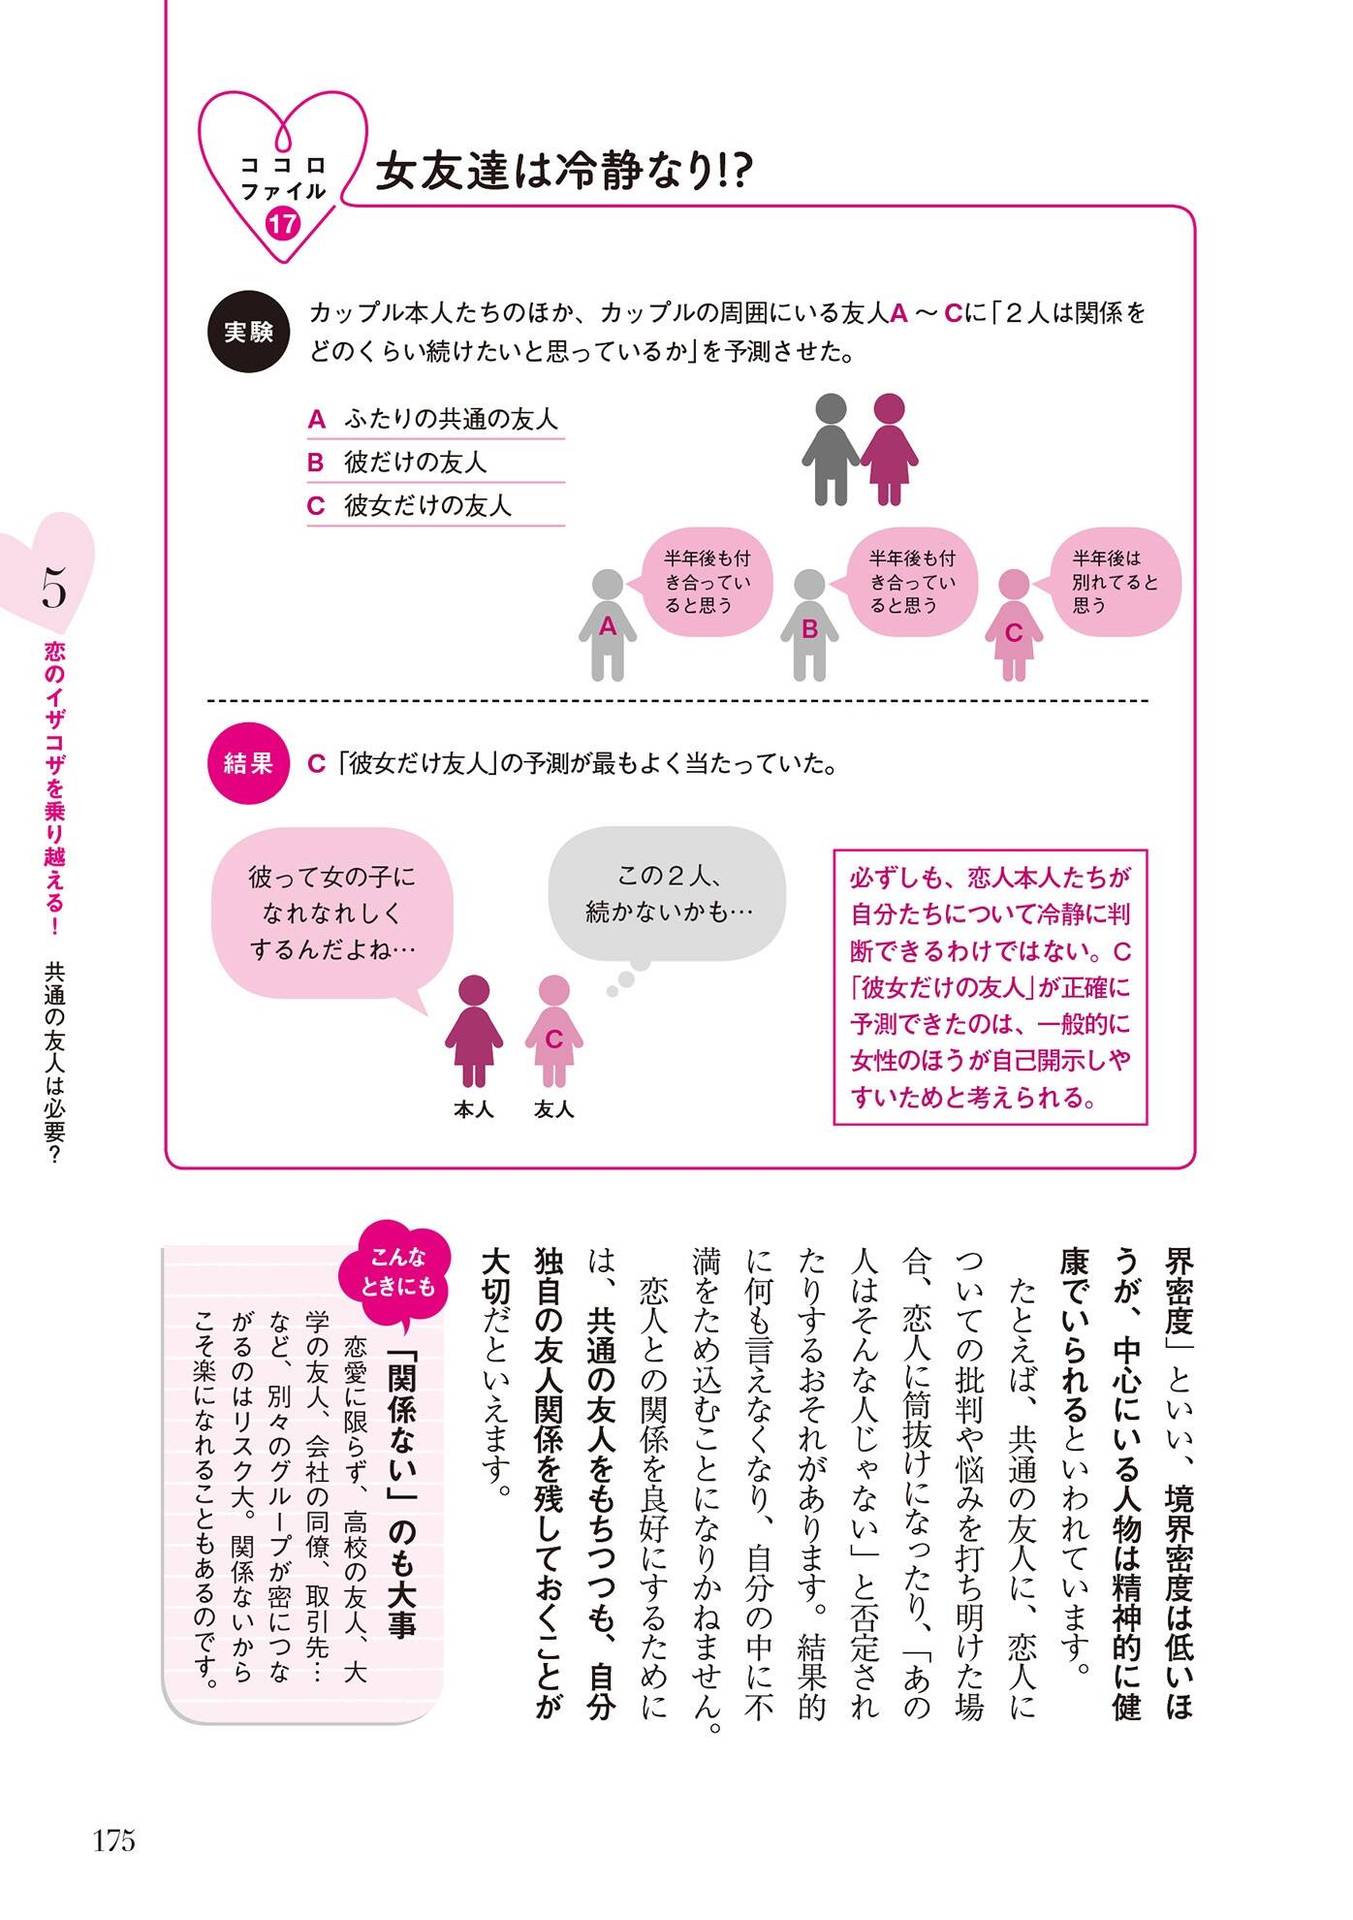 ココロ
ファイル
17
女友達は冷静なり!?
実験
カップル本人たちのほか、カップルの周囲にいる友人A～Cに「2人は関係を
どのくらい続けたいと思っているか」を予測させた。
A ふたりの共通の友人
B 彼だけの友人
C 彼女だけの友人
半年後も付
き合ってい
ると思う
A
半年後も付
き合ってい
ると思う
B
半年後は
別れてると
思う
C
結果
C「彼女だけ友人」の予測が最もよく当たっていた。
彼って女の子に
なれなれしく
するんだよね…
この2人、
続かないかも…
C
本人
友人
必ずしも、恋人本人たちが
自分たちについて冷静に判
断できるわけではない。C
「彼女だけの友人」が正確に
予測できたのは、一般的に
女性のほうが自己開示しや
すいためと考えられる。
5
恋のイザコザを乗り越える! 共通の友人は必要?
界密度」といい、境界密度は低いほ
うが、中心にいる人物は精神的に健
康でいられるといわれています。
たとえば、共通の友人に、恋人に
ついての批判や悩みを打ち明けた場
合、恋人に筒抜けになったり、「あの
人はそんな人じゃない」と否定され
たりするおそれがあります。結果的
に何も言えなくなり、自分の中に不
満をため込むことになりかねません。
恋人との関係を良好にするために
は、共通の友人をもちつつも、自分
独自の友人関係を残しておくことが
大切だといえます。
こんな
ときにも
「関係ない」のも大事
恋愛に限らず、高校の友人、大
学の友人、会社の同僚、取引先…
など、別々のグループが密につな
がるのはリスク大。関係ないから
こそ楽になれることもあるのです。
175